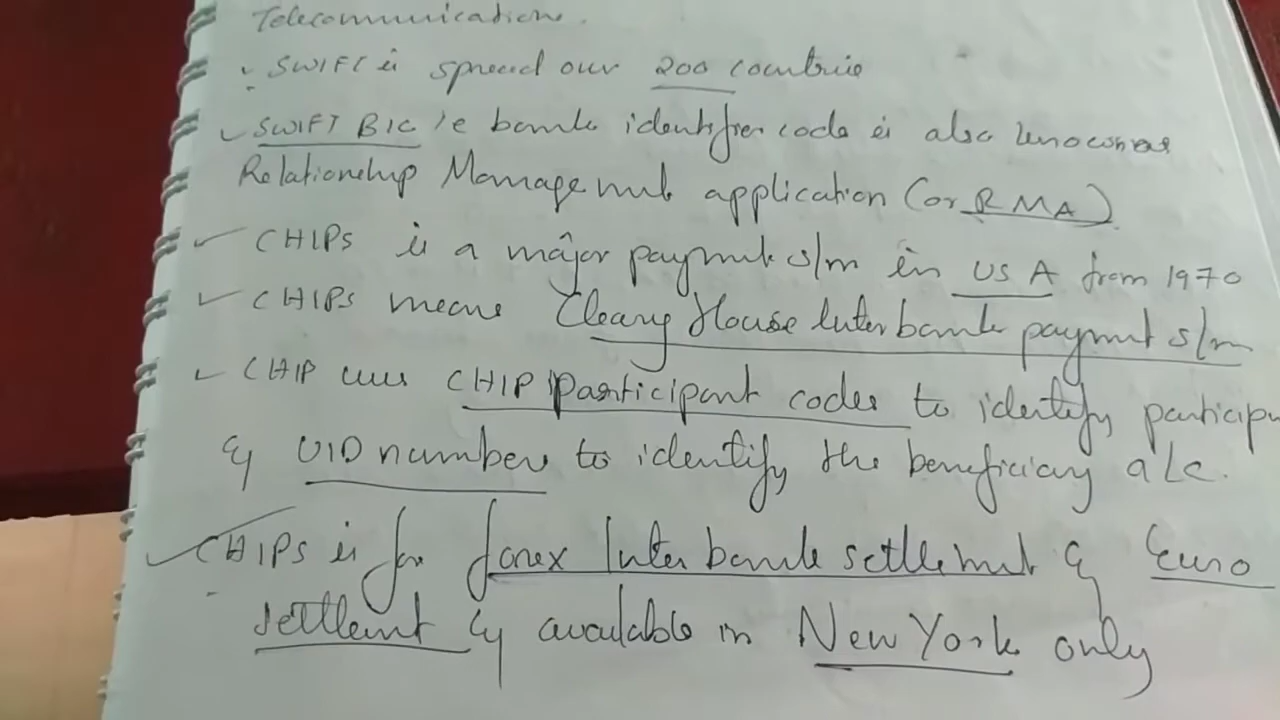 Telecommunication.
SWIFT is spread over 200 countries
SWIFT BIC ie bank identifier code is also known as
Relationship Management application (or RMA)
CHIPs is a major payment s/m in USA from 1970
CHIPs means Clearing House Interbank payment s/m
CHIP uses CHIP participant codes to identify particip
& UID numbers to identify the beneficiary a/c.
CHIPs is for forex Inter bank settlement & Euro
settlement & available in New York only